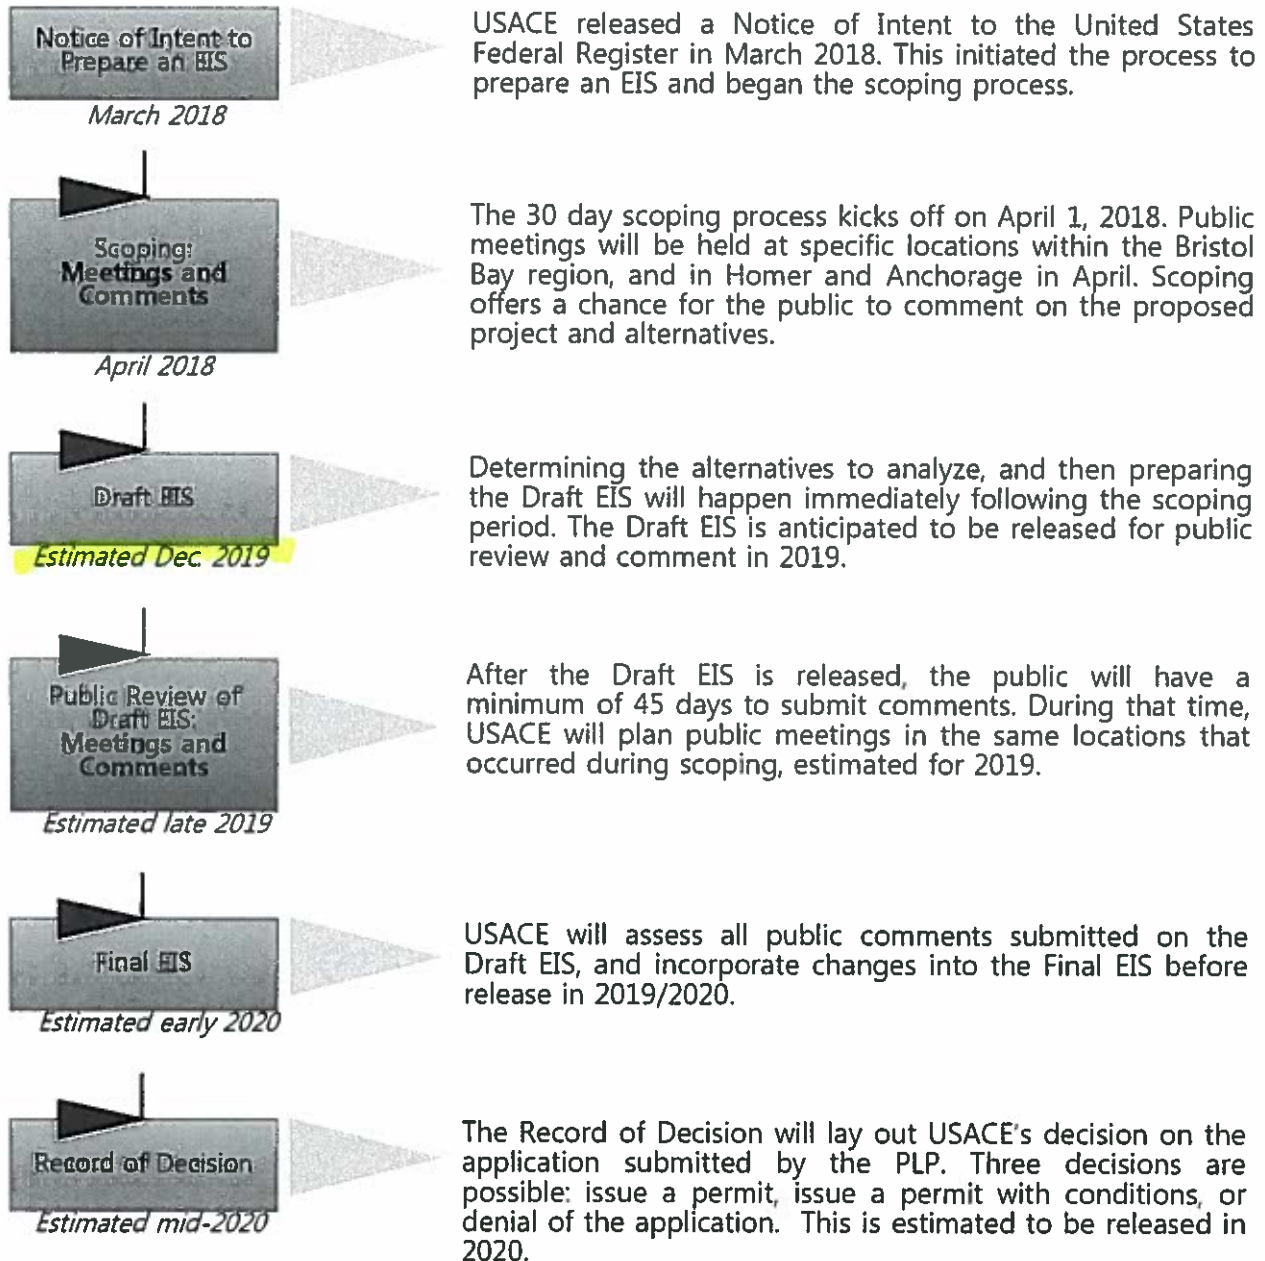 Notice of Intent to
Prepare an EIS
March 2018
USACE released a Notice of Intent to the United States
Federal Register in March 2018. This initiated the process to
prepare an EIS and began the scoping process.
Scoping:
Meetings and
Comments
April 2018
The 30 day scoping process kicks off on April 1, 2018. Public
meetings will be held at specific locations within the Bristol
Bay region, and in Homer and Anchorage in April. Scoping
offers a chance for the public to comment on the proposed
project and alternatives.
Draft EIS
Estimated Dec. 2019
Determining the alternatives to analyze, and then preparing
the Draft EIS will happen immediately following the scoping
period. The Draft EIS is anticipated to be released for public
review and comment in 2019.
Public Review of
Draft EIS:
Meetings and
Comments
Estimated late 2019
After the Draft EIS is released, the public will have a
minimum of 45 days to submit comments. During that time,
USACE will plan public meetings in the same locations that
occurred during scoping, estimated for 2019.
Final EIS
Estimated early 2020
USACE will assess all public comments submitted on the
Draft EIS, and incorporate changes into the Final EIS before
release in 2019/2020.
Record of Decision
Estimated mid-2020
The Record of Decision will lay out USACE's decision on the
application submitted by the PLP. Three decisions are
possible: issue a permit, issue a permit with conditions, or
denial of the application. This is estimated to be released in
2020.